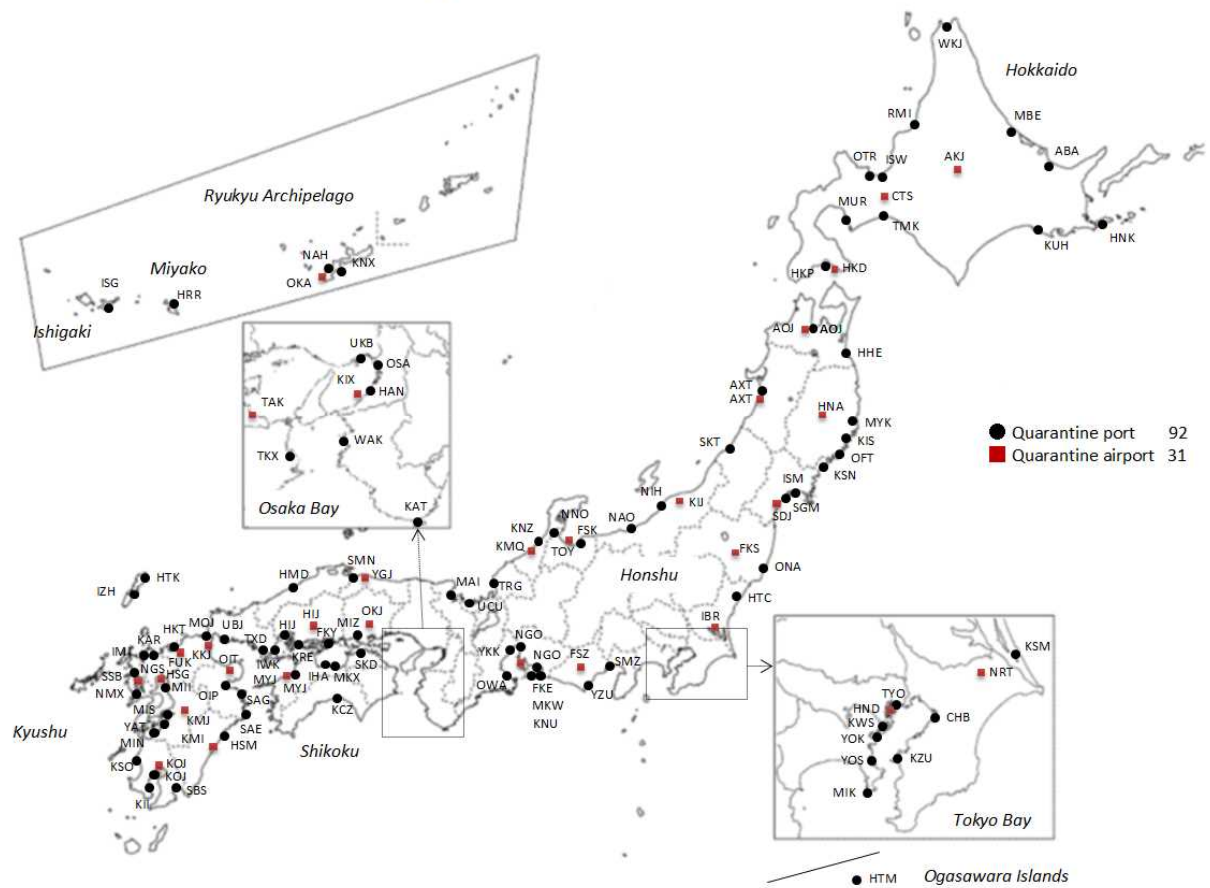 WKJ
Hokkaido
RMI
MBE
OTR
ISW
AKJ
ABA
CTS
MUR
TMK
KUH
HNK
HKP
HKD
Ryukyu Archipelago
NAH
KNX
OKA
Miyako
ISG
HRR
Ishigaki
AOJ
AOJ
HHE
AXT
AXT
HNA
MYK
KIS
OFT
KSN
SKT
ISM
SGM
SDJ
NIH
KIJ
NAO
NNO
KNZ
FSK
KMQ
TOY
FKS
ONA
Honshu
HTC
IBR
Quarantine port 92
Quarantine airport 31
UKB
OSA
KIX
HAN
TAK
WAK
TKX
KAT
Osaka Bay
SMN
YGJ
HMD
MAI
TRG
UCU
HTK
IZH
HIJ
OKJ
MOJ
UBJ
HIJ
FKY
MIZ
HKT
TXD
KAR
IMI
FUK
KKJ
IWK
KRE
SKD
NGS
HSG
OIT
MYJ
MYJ
IHA
MKX
SSB
MII
NMX
OIP
SAG
KCZ
MIS
KMJ
SAE
YAT
MIN
KMI
HSM
Kyushu
Shikoku
KSO
KOJ
KOJ
KII
SBS
NGO
YKK
NGO
FSZ
SMZ
OWA
FKE
YZU
MKW
KNU
KSM
NRT
TYO
HND
KWS
CHB
YOK
YOS
KZU
MIK
Tokyo Bay
HTM
Ogasawara Islands